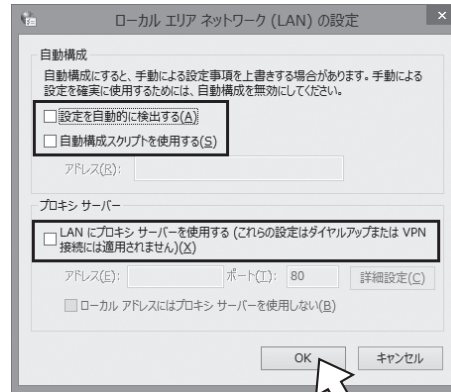 ローカル エリア ネットワーク (LAN) の設定
自動構成
自動構成にすると、手動による設定事項を上書きする場合があります。手動による
設定を確実に使用するためには、自動構成を無効にしてください。
設定を自動的に検出する(A)
自動構成スクリプトを使用する(S)
アドレス(R):
プロキシ サーバー
LAN にプロキシ サーバーを使用する (これらの設定はダイヤルアップまたは VPN
接続には適用されません)(X)
アドレス(E): ポート(T): 80 詳細設定(C)
ローカル アドレスにはプロキシ サーバーを使用しない(B)
OK キャンセル